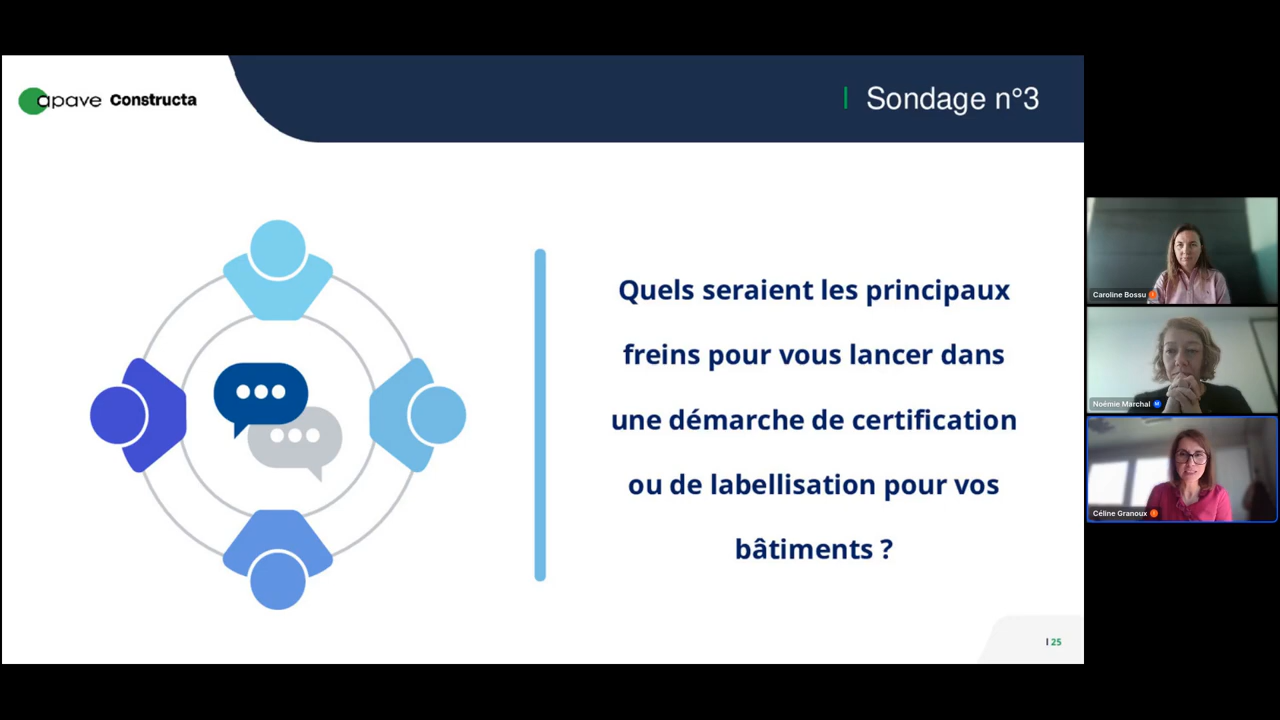 apave Constructa
| Sondage n°3
Quels seraient les principaux
freins pour vous lancer dans
une démarche de certification
ou de labellisation pour vos
bâtiments ?
| 25
Caroline Bossu
Noémie Marchal M
Céline Granoux